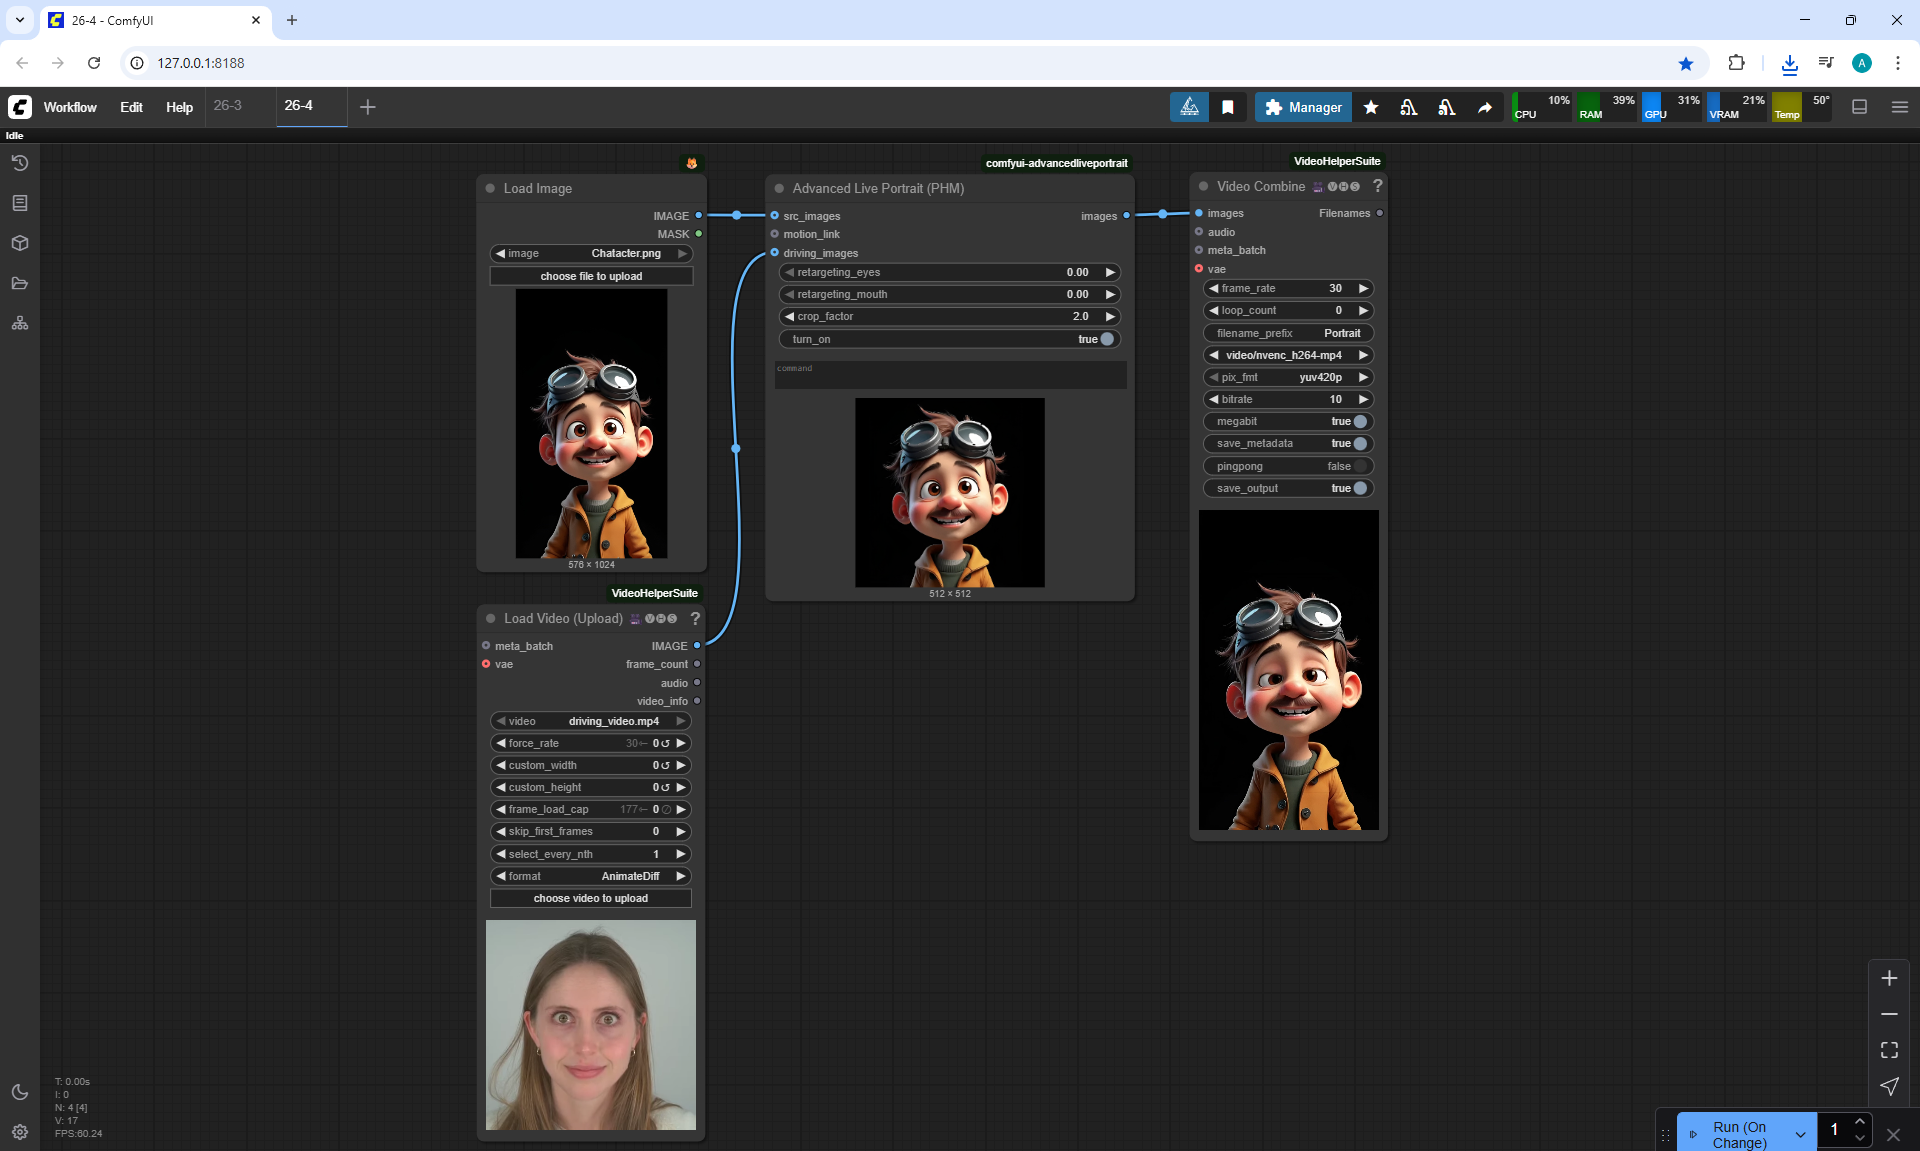 26-4 - ComfyUI
127.0.0.1:8188
A
Workflow Edit Help 26-3 26-4
Manager
CPU 10% RAM 39% GPU 31% VRAM 21% Temp 50°
Idle
Load Image
IMAGE
MASK
image Chatacter.png
choose file to upload
576 × 1024
comfyui-advancedliveportrait
Advanced Live Portrait (PHM)
src_images images
motion_link
driving_images
retargeting_eyes 0.00
retargeting_mouth 0.00
crop_factor 2.0
turn_on true
command
512 × 512
VideoHelperSuite
Video Combine VHS ?
images Filenames
audio
meta_batch
vae
frame_rate 30
loop_count 0
filename_prefix Portrait
video/nvenc_h264-mp4
pix_fmt yuv420p
bitrate 10
megabit true
save_metadata true
pingpong false
save_output true
VideoHelperSuite
Load Video (Upload) VHS ?
meta_batch IMAGE
vae frame_count
audio
video_info
video driving_video.mp4
force_rate 30← 0
custom_width 0
custom_height 0
frame_load_cap 177← 0
skip_first_frames 0
select_every_nth 1
format AnimateDiff
choose video to upload
T: 0.00s
I: 0
N: 4 [4]
V: 17
FPS:60.24
Run (On
Change)
1